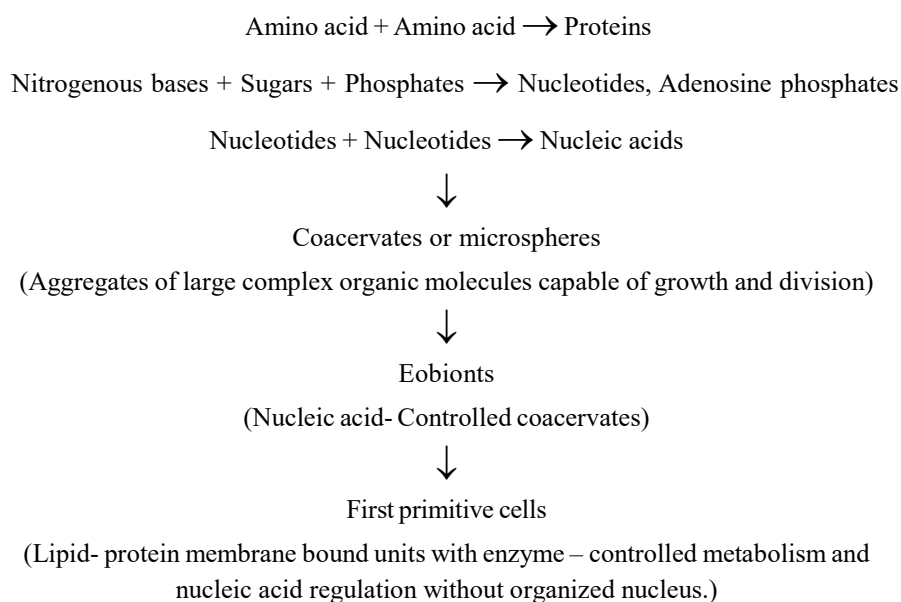 Amino acid + Amino acid → Proteins
Nitrogenous bases + Sugars + Phosphates → Nucleotides, Adenosine phosphates
Nucleotides + Nucleotides → Nucleic acids
↓
Coacervates or microspheres
(Aggregates of large complex organic molecules capable of growth and division)
↓
Eobionts
(Nucleic acid- Controlled coacervates)
↓
First primitive cells
(Lipid- protein membrane bound units with enzyme – controlled metabolism and
nucleic acid regulation without organized nucleus.)